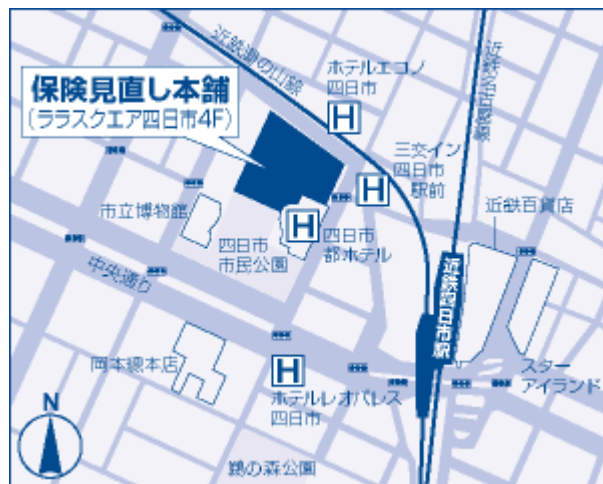 近鉄湯の山線
ホテルエコノ
四日市
近鉄名古屋線
保険見直し本舗
(ララスクエア四日市4F)
三交イン
四日市
駅前
近鉄百貨店
市立博物館
四日市
市民公園
四日市
都ホテル
中央通り
近鉄四日市駅
岡本總本店
スター
アイランド
ホテルレオパレス
四日市
N
鵜の森公園
H
H
H
H